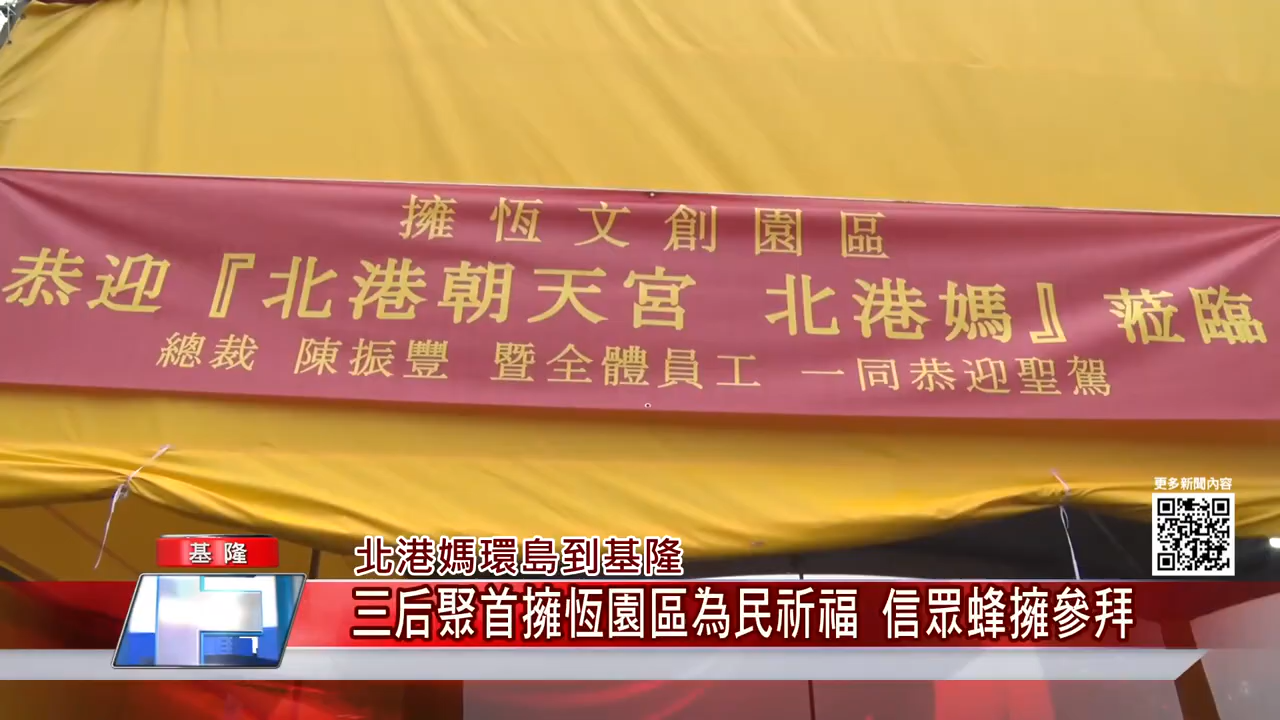 擁恆文創園區
恭迎『北港朝天宮 北港媽』蒞臨
總裁 陳振豐 暨全體員工 一同恭迎聖駕
更多新聞內容
基隆
北港媽環島到基隆
三后聚首擁恆園區為民祈福 信眾蜂擁參拜